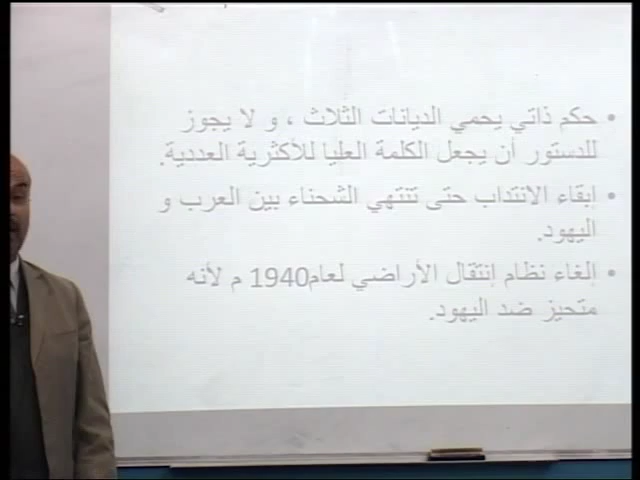 • حكم ذاتي يحمي الديانات الثلاث ، و لا يجوز
للدستور أن يجعل الكلمة العليا للأكثرية العددية.
• إبقاء الانتداب حتى تنتهي الشحناء بين العرب و
اليهود.
• إلغاء نظام إنتقال الأراضي لعام1940 م لأنه
متحيز ضد اليهود.